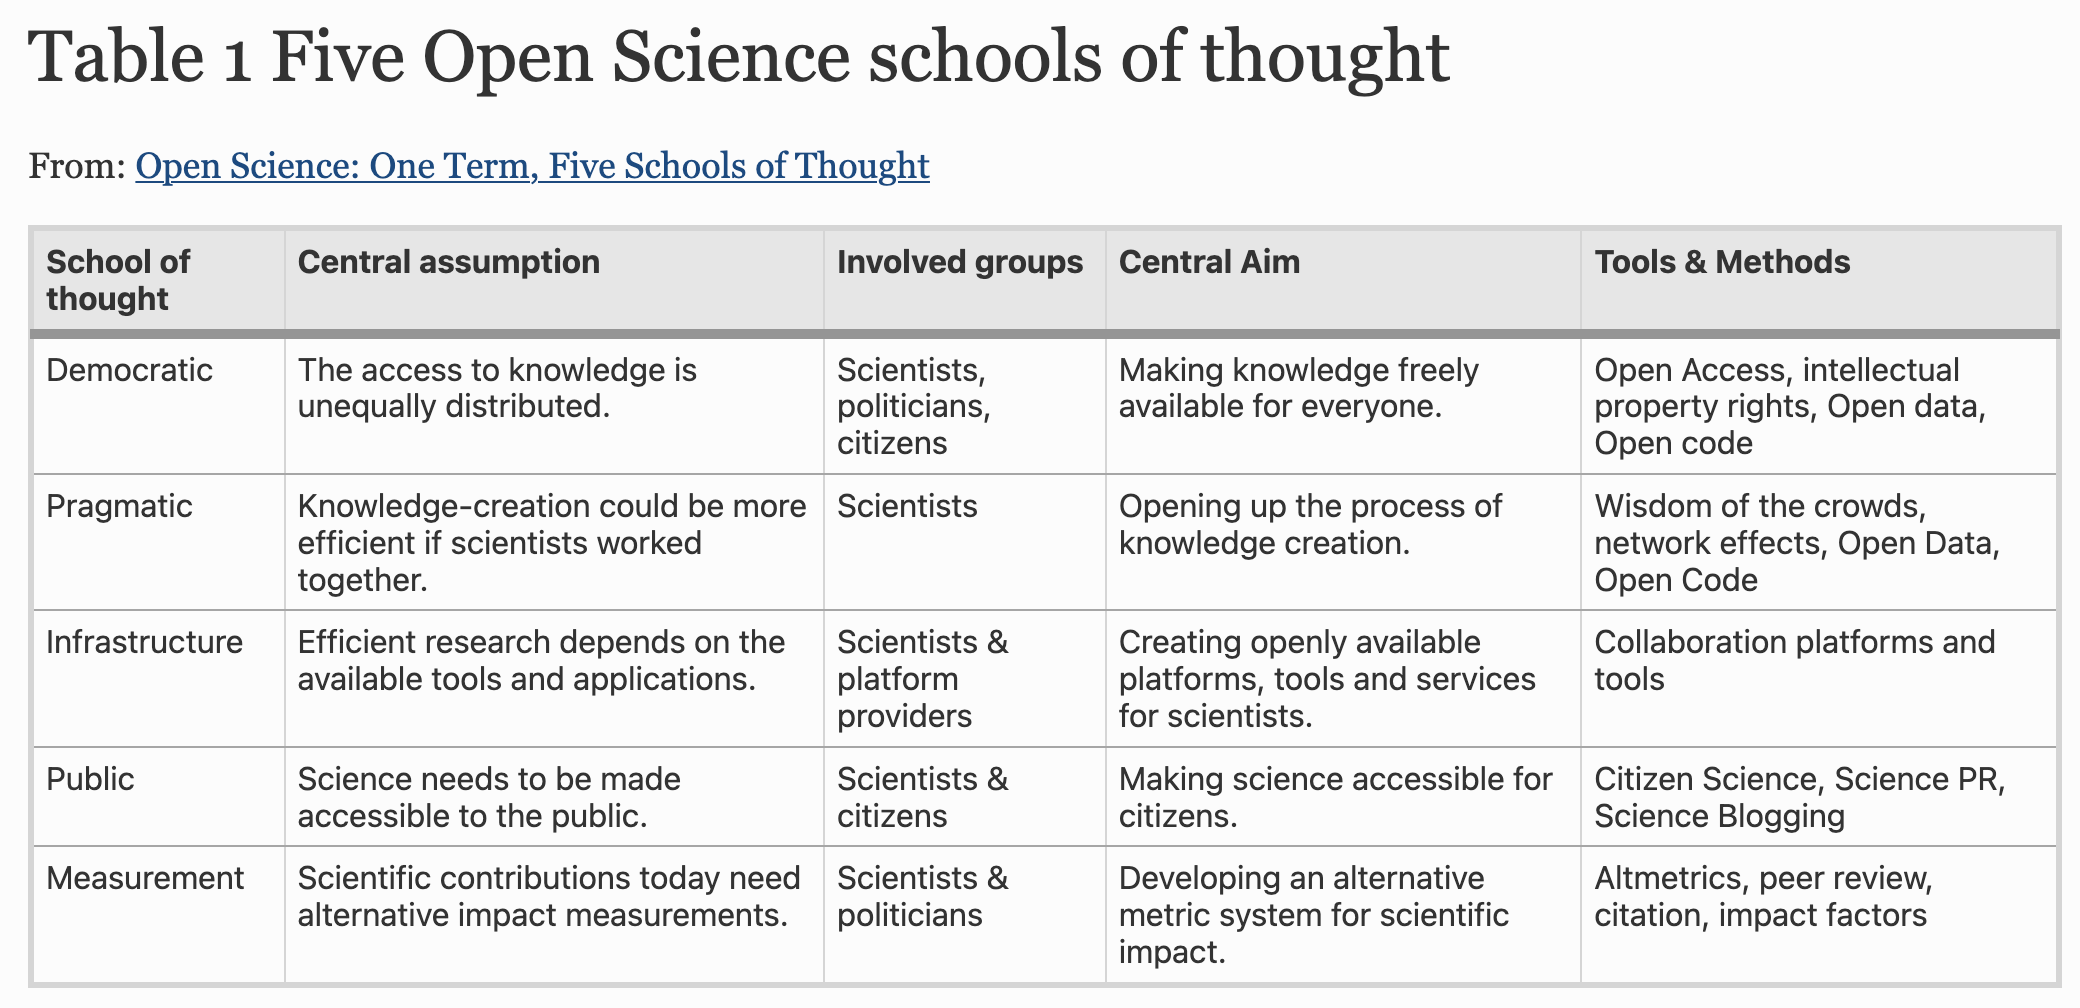 Table 1 Five Open Science schools of thought
From: Open Science: One Term, Five Schools of Thought
School of
thought
Central assumption
Involved groups
Central Aim
Tools & Methods
Democratic
The access to knowledge is
unequally distributed.
Scientists,
politicians,
citizens
Making knowledge freely
available for everyone.
Open Access, intellectual
property rights, Open data,
Open code
Pragmatic
Knowledge-creation could be more
efficient if scientists worked
together.
Scientists
Opening up the process of
knowledge creation.
Wisdom of the crowds,
network effects, Open Data,
Open Code
Infrastructure
Efficient research depends on the
available tools and applications.
Scientists &
platform
providers
Creating openly available
platforms, tools and services
for scientists.
Collaboration platforms and
tools
Public
Science needs to be made
accessible to the public.
Scientists &
citizens
Making science accessible for
citizens.
Citizen Science, Science PR,
Science Blogging
Measurement
Scientific contributions today need
alternative impact measurements.
Scientists &
politicians
Developing an alternative
metric system for scientific
impact.
Altmetrics, peer review,
citation, impact factors